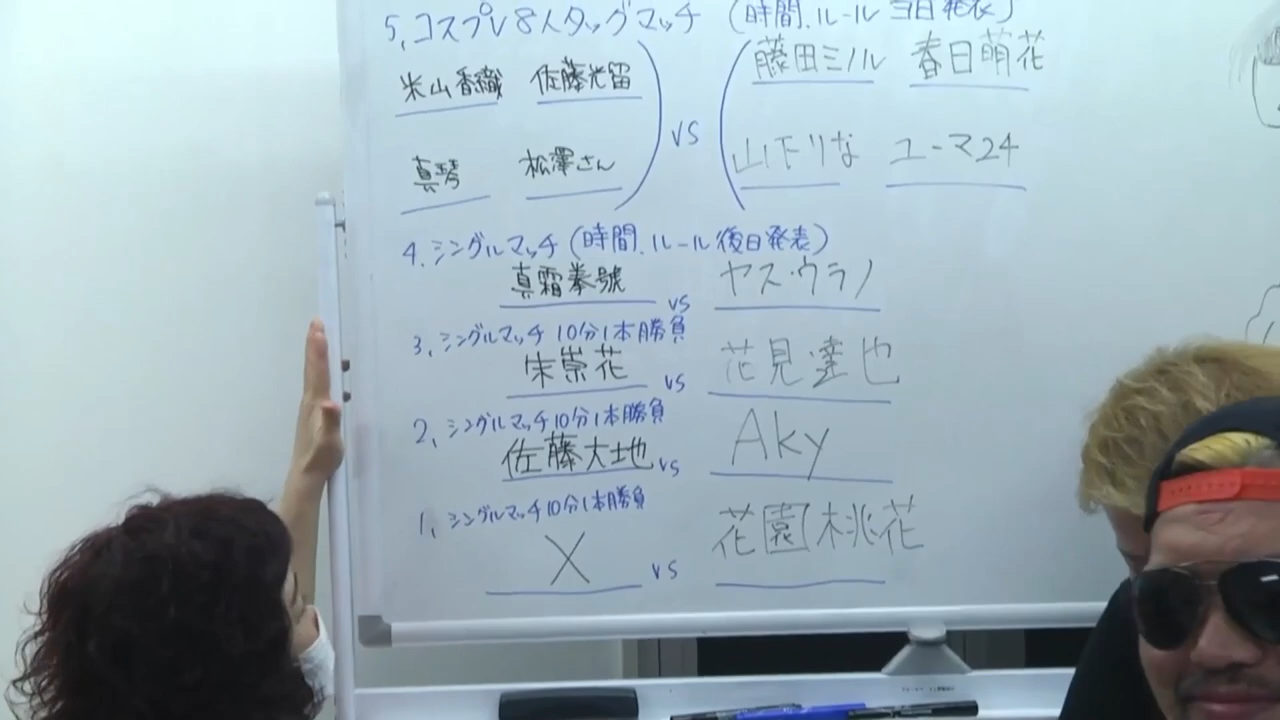 5, コスプレ8人タッグマッチ (時間.ルール 当日発表)
米山香織 佐藤光留 藤田ミノル 春日萌花
vs
真琴 松澤さん 山下りな ユーマ24
4. シングルマッチ (時間.ルール後日発表)
真霜拳號 vs ヤス・ウラノ
3, シングルマッチ 10分1本勝負
朱崇花 vs 花見達也
2, シングルマッチ10分1本勝負
佐藤大地 vs Aky
1, シングルマッチ10分1本勝負
X vs 花園桃花